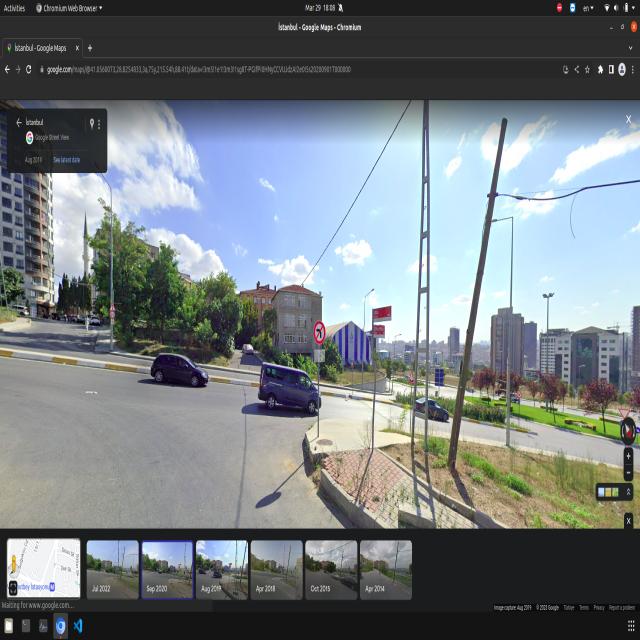 Activities
Chromium Web Browser
Mar 29 18:08
en
İstanbul - Google Maps - Chromium
İstanbul - Google Maps
İstanbul
Google Street View
Aug 2019
See latest date
Jul 2022
Sep 2020
Aug 2019
Apr 2018
Oct 2015
Apr 2014
Waiting for www.google.com...
Image capture: Aug 2019 © 2023 Google Türkiye Terms Privacy Report a problem